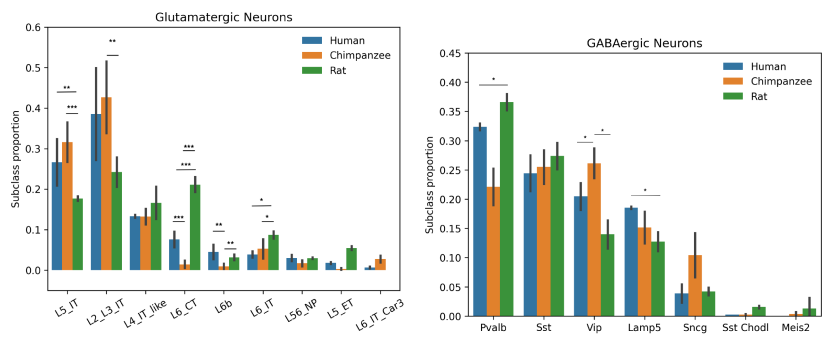 Glutamatergic Neurons
Subclass proportion
0.6
0.5
0.4
0.3
0.2
0.1
0.0
Human
Chimpanzee
Rat
**
***
**
***
***
***
**
**
*
*
L5_IT
L2_L3_IT
L4_IT_like
L6_CT
L6b
L6_IT
L56_NP
L5_ET
L6_IT_Car3
GABAergic Neurons
Subclass proportion
0.45
0.40
0.35
0.30
0.25
0.20
0.15
0.10
0.05
0.00
Human
Chimpanzee
Rat
*
*
*
*
Pvalb
Sst
Vip
Lamp5
Sncg
Sst Chodl
Meis2